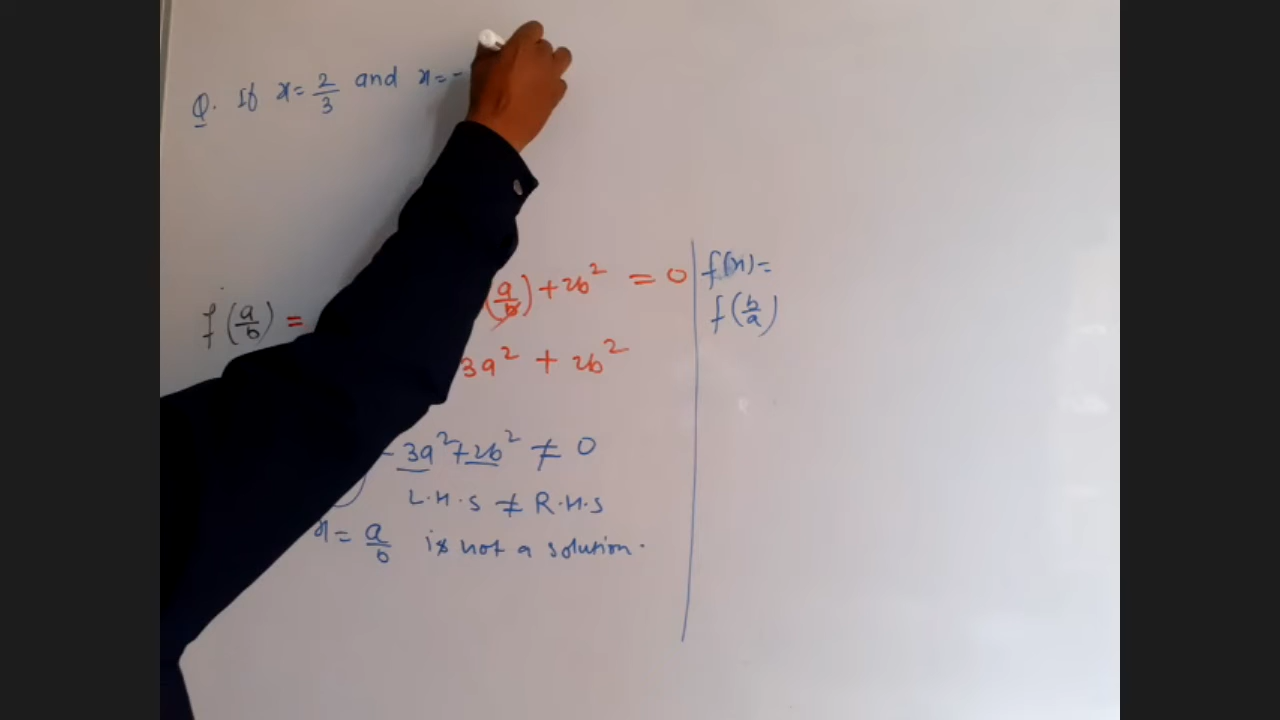 Q. If x = 2/3 and x = -
f(a/b) = (a/b) + 2b² = 0
3a² + 2b²
- 3a² + 2b² ≠ 0
L.H.S ≠ R.H.S
x = a/b is not a solution.
f(x) =
f(b/a)